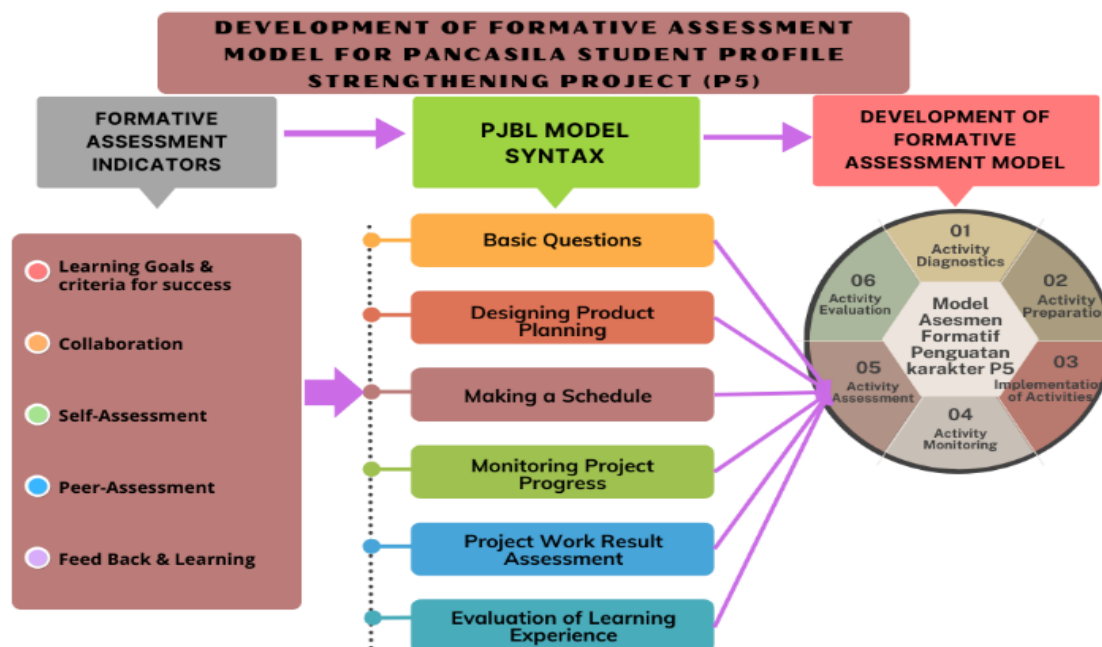 DEVELOPMENT OF FORMATIVE ASSESSMENT
MODEL FOR PANCASILA STUDENT PROFILE
STRENGTHENING PROJECT (P5)
FORMATIVE
ASSESSMENT
INDICATORS
PJBL MODEL
SYNTAX
DEVELOPMENT OF
FORMATIVE
ASSESSMENT MODEL
Learning Goals &
criteria for success
Collaboration
Self-Assessment
Peer-Assessment
Feed Back & Learning
Basic Questions
Designing Product
Planning
Making a Schedule
Monitoring Project
Progress
Project Work Result
Assessment
Evaluation of Learning
Experience
01
Activity
Diagnostics
02
Activity
Preparation
03
Implementation
of Activities
04
Activity
Monitoring
05
Activity
Assessment
06
Activity
Evaluation
Model
Asesmen
Formatif
Penguatan
karakter P5